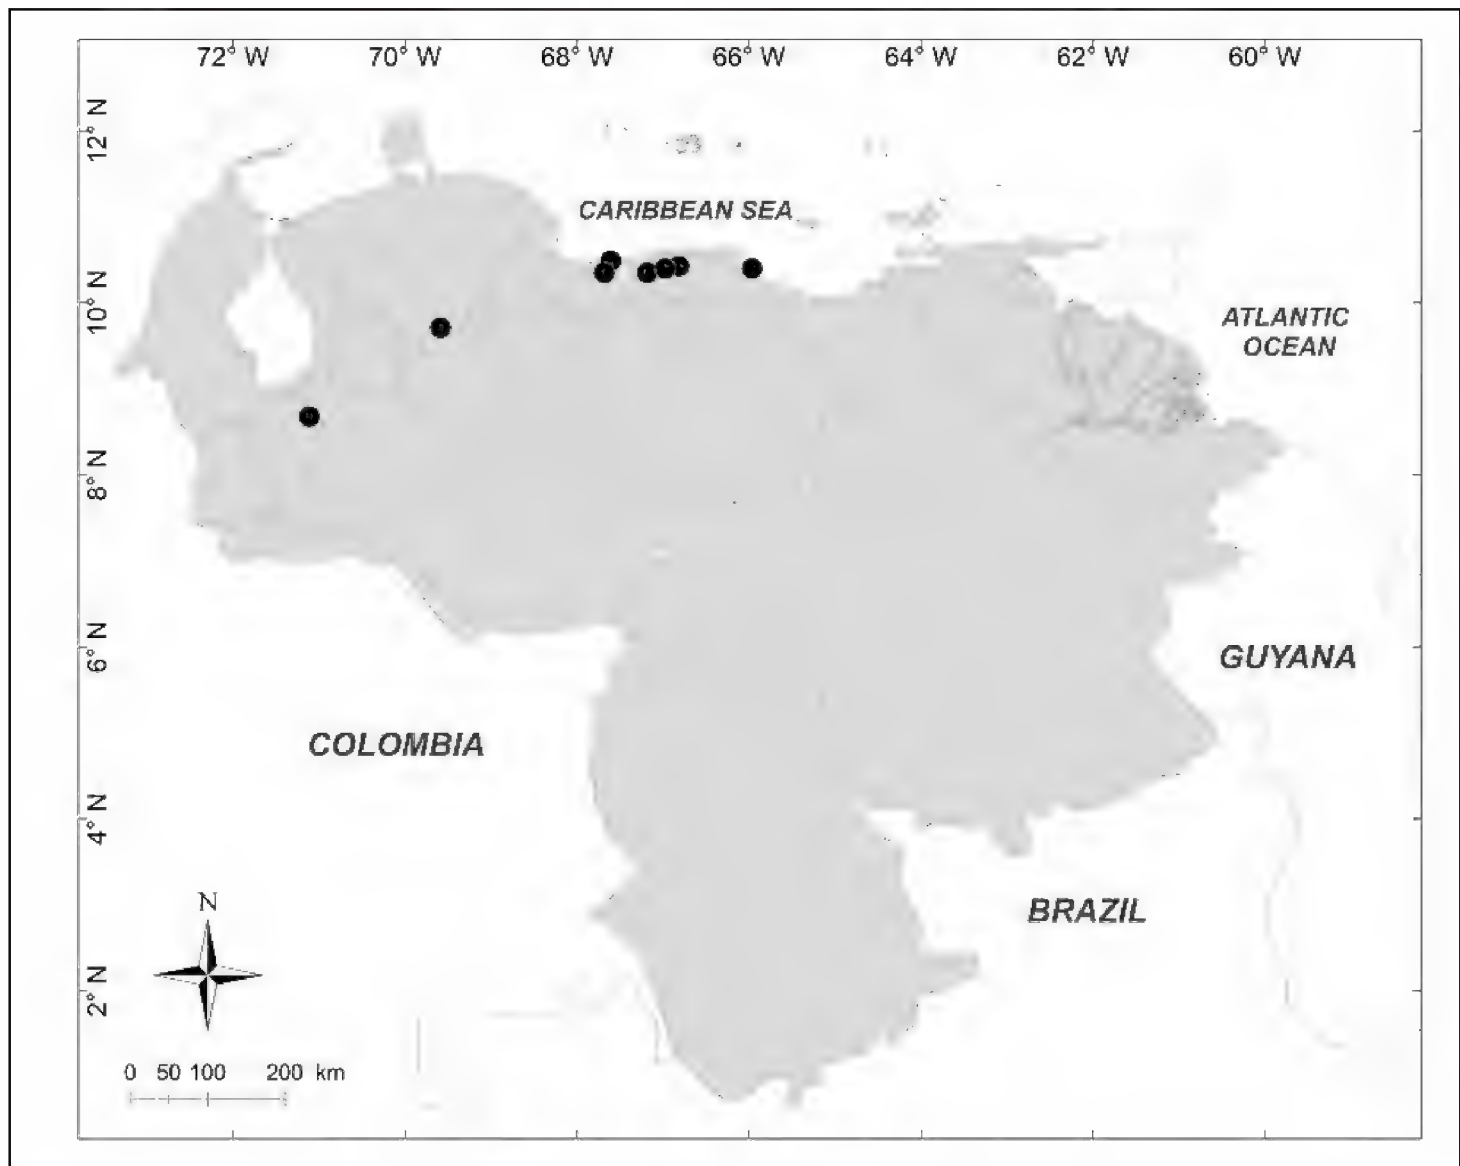 72° W 70° W 68° W 66° W 64° W 62° W 60° W
12° N
10° N
8° N
6° N
4° N
2° N
CARIBBEAN SEA
ATLANTIC
OCEAN
GUYANA
COLOMBIA
BRAZIL
N
0 50 100 200 km